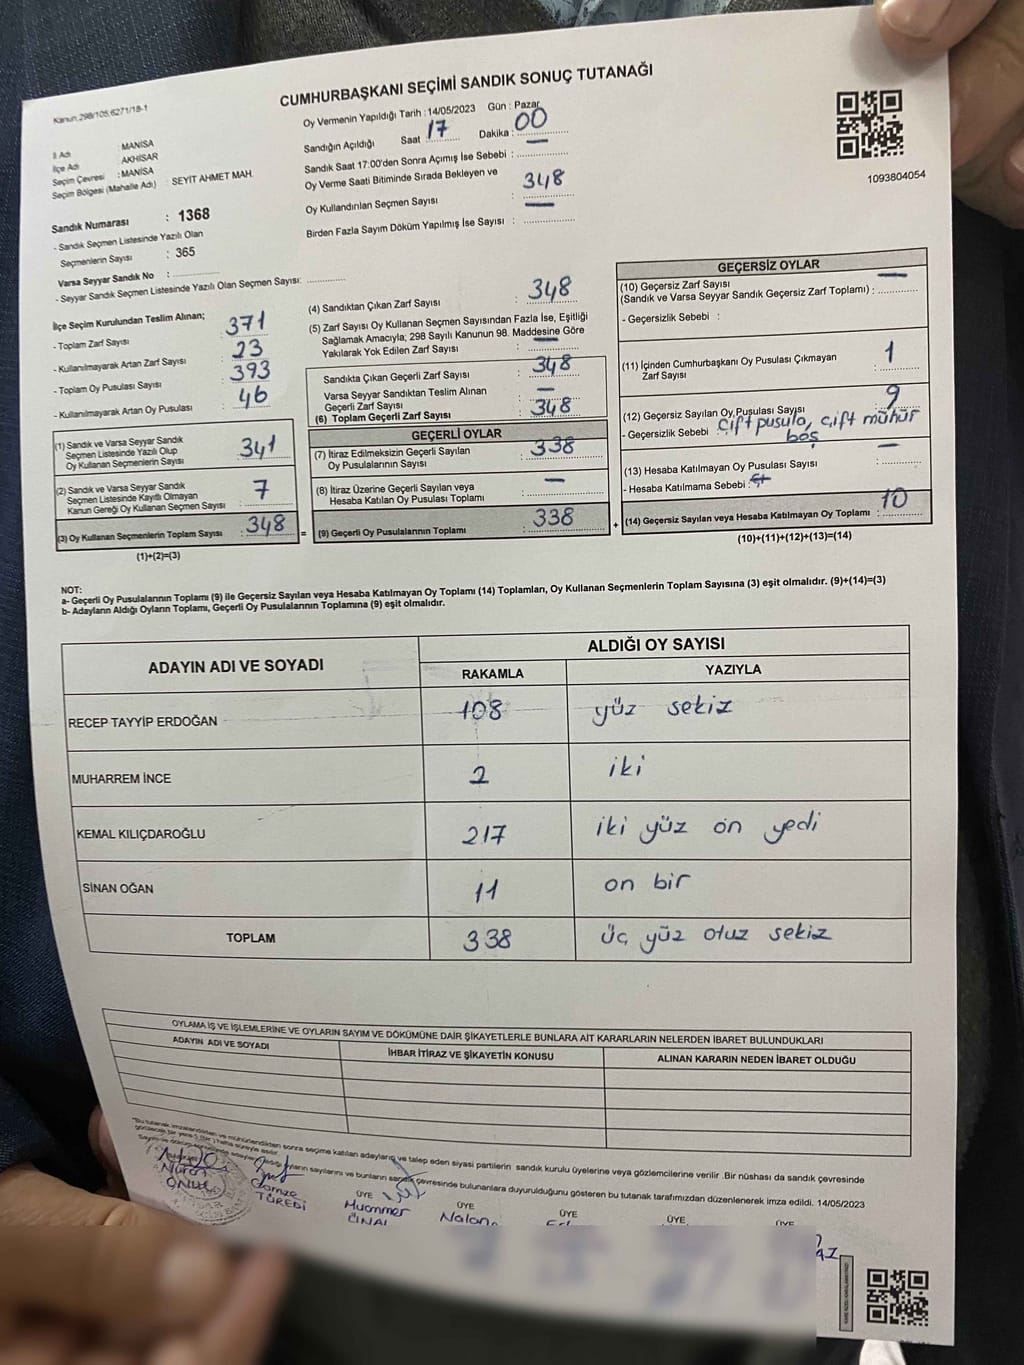 Kanun:298/105;6271/18-1
CUMHURBAŞKANI SEÇİMİ SANDIK SONUÇ TUTANAĞI
İl Adı : MANİSA
İlçe Adı : AKHİSAR
Seçim Çevresi : MANİSA
Seçim Bölgesi (Mahalle Adı) : SEYİT AHMET MAH.
Sandık Numarası : 1368
- Sandık Seçmen Listesinde Yazılı Olan
Seçmenlerin Sayısı : 365
Varsa Seyyar Sandık No :
- Seyyar Sandık Seçmen Listesinde Yazılı Olan Seçmen Sayısı:
Oy Vermenin Yapıldığı Tarih : 14/05/2023 Gün : Pazar
Sandığın Açıldığı Saat 17 Dakika : 00
Sandık Saat 17:00'den Sonra Açımış İse Sebebi : —
Oy Verme Saati Bitiminde Sırada Bekleyen ve
Oy Kullandırılan Seçmen Sayısı : 348
Birden Fazla Sayım Döküm Yapılmış İse Sayısı : —
1093804054
İlçe Seçim Kurulundan Teslim Alınan;
- Toplam Zarf Sayısı : 371
- Kullanılmayarak Artan Zarf Sayısı : 23
- Toplam Oy Pusulası Sayısı : 393
- Kullanılmayarak Artan Oy Pusulası : 46
(1) Sandık ve Varsa Seyyar Sandık
Seçmen Listesinde Yazılı Olup
Oy Kullanan Seçmenlerin Sayısı : 341
(2) Sandık ve Varsa Seyyar Sandık
Seçmen Listesinde Kayıtlı Olmayan
Kanun Gereği Oy Kullanan Seçmen Sayısı : 7
(3) Oy Kullanan Seçmenlerin Toplam Sayısı : 348
(1)+(2)=(3)
=
(4) Sandıktan Çıkan Zarf Sayısı : 348
(5) Zarf Sayısı Oy Kullanan Seçmen Sayısından Fazla İse, Eşitliği
Sağlamak Amacıyla; 298 Sayılı Kanunun 98. Maddesine Göre
Yakılarak Yok Edilen Zarf Sayısı : —
Sandıkta Çıkan Geçerli Zarf Sayısı : 348
Varsa Seyyar Sandıktan Teslim Alınan
Geçerli Zarf Sayısı : —
(6) Toplam Geçerli Zarf Sayısı : 348
GEÇERLİ OYLAR
(7) İtiraz Edilmeksizin Geçerli Sayılan
Oy Pusulalarının Sayısı : 338
(8) İtiraz Üzerine Geçerli Sayılan veya
Hesaba Katılan Oy Pusulası Toplamı : —
(9) Geçerli Oy Pusulalarının Toplamı : 338
+
GEÇERSİZ OYLAR
(10) Geçersiz Zarf Sayısı
(Sandık ve Varsa Seyyar Sandık Geçersiz Zarf Toplamı) : —
- Geçersizlik Sebebi :
(11) İçinden Cumhurbaşkanı Oy Pusulası Çıkmayan
Zarf Sayısı : 1
(12) Geçersiz Sayılan Oy Pusulası Sayısı : 9
- Geçersizlik Sebebi Çift pusula, çift mühür
boş
(13) Hesaba Katılmayan Oy Pusulası Sayısı : —
- Hesaba Katılmama Sebebi :
(14) Geçersiz Sayılan veya Hesaba Katılmayan Oy Toplamı : 10
(10)+(11)+(12)+(13)=(14)
NOT:
a- Geçerli Oy Pusulalarının Toplamı (9) ile Geçersiz Sayılan veya Hesaba Katılmayan Oy Toplamı (14) Toplamları, Oy Kullanan Seçmenlerin Toplam Sayısına (3) eşit olmalıdır. (9)+(14)=(3)
b- Adayların Aldığı Oyların Toplamı, Geçerli Oy Pusulalarının Toplamına (9) eşit olmalıdır.
ADAYIN ADI VE SOYADI
ALDIĞI OY SAYISI
RAKAMLA YAZIYLA
RECEP TAYYİP ERDOĞAN 108 yüz sekiz
MUHARREM İNCE 2 iki
KEMAL KILIÇDAROĞLU 217 iki yüz on yedi
SİNAN OĞAN 11 on bir
TOPLAM 338 üç yüz otuz sekiz
OYLAMA İŞ VE İŞLEMLERİNE VE OYLARIN SAYIM VE DÖKÜMÜNE DAİR ŞİKAYETLERLE BUNLARA AİT KARARLARIN NELERDEN İBARET BULUNDUKLARI
ADAYIN ADI VE SOYADI İHBAR İTİRAZ VE ŞİKAYETİN KONUSU ALINAN KARARIN NEDEN İBARET OLDUĞU
"Bu tutanak imzalandıktan ve mühürlendikten sonra seçime katılan adayların ve talep eden siyasi partilerin sandık kurulu üyelerine veya gözlemcilerine verilir .Bir nüshası da sandık çevresinde
çevresinde bulunanlara duyurulduğunu gösteren bu tutanak tarafımızdan düzenlenerek imza edildi. 14/05/2023
Gamze
TÜREDİ
ÜYE
Muammer
ÇINAL
ÜYE
ÜYE
ÜYE
ÜYE